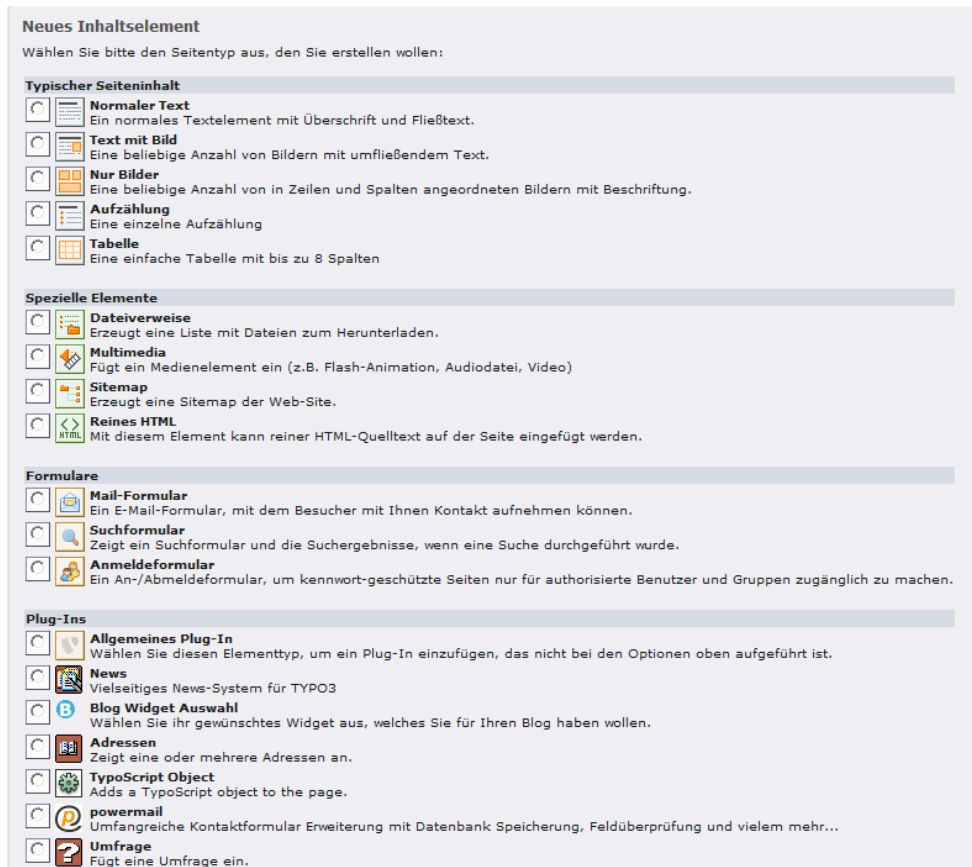 Neues Inhaltselement
Wählen Sie bitte den Seitentyp aus, den Sie erstellen wollen:
Typischer Seiteninhalt
Normaler Text
Ein normales Textelement mit Überschrift und Fließtext.
Text mit Bild
Eine beliebige Anzahl von Bildern mit umfließendem Text.
Nur Bilder
Eine beliebige Anzahl von in Zeilen und Spalten angeordneten Bildern mit Beschriftung.
Aufzählung
Eine einzelne Aufzählung
Tabelle
Eine einfache Tabelle mit bis zu 8 Spalten
Spezielle Elemente
Dateiverweise
Erzeugt eine Liste mit Dateien zum Herunterladen.
Multimedia
Fügt ein Medienelement ein (z.B. Flash-Animation, Audiodatei, Video)
Sitemap
Erzeugt eine Sitemap der Web-Site.
HTML
Reines HTML
Mit diesem Element kann reiner HTML-Quelltext auf der Seite eingefügt werden.
Formulare
Mail-Formular
Ein E-Mail-Formular, mit dem Besucher mit Ihnen Kontakt aufnehmen können.
Suchformular
Zeigt ein Suchformular und die Suchergebnisse, wenn eine Suche durchgeführt wurde.
Anmeldeformular
Ein An-/Abmeldeformular, um kennwort-geschützte Seiten nur für authorisierte Benutzer und Gruppen zugänglich zu machen.
Plug-Ins
Allgemeines Plug-In
Wählen Sie diesen Elementtyp, um ein Plug-In einzufügen, das nicht bei den Optionen oben aufgeführt ist.
News
Vielseitiges News-System für TYPO3
B
Blog Widget Auswahl
Wählen Sie ihr gewünschtes Widget aus, welches Sie für Ihren Blog haben wollen.
Adressen
Zeigt eine oder mehrere Adressen an.
TypoScript Object
Adds a TypoScript object to the page.
powermail
Umfangreiche Kontaktformular Erweiterung mit Datenbank Speicherung, Feldüberprüfung und vielem mehr...
?
Umfrage
Fügt eine Umfrage ein.